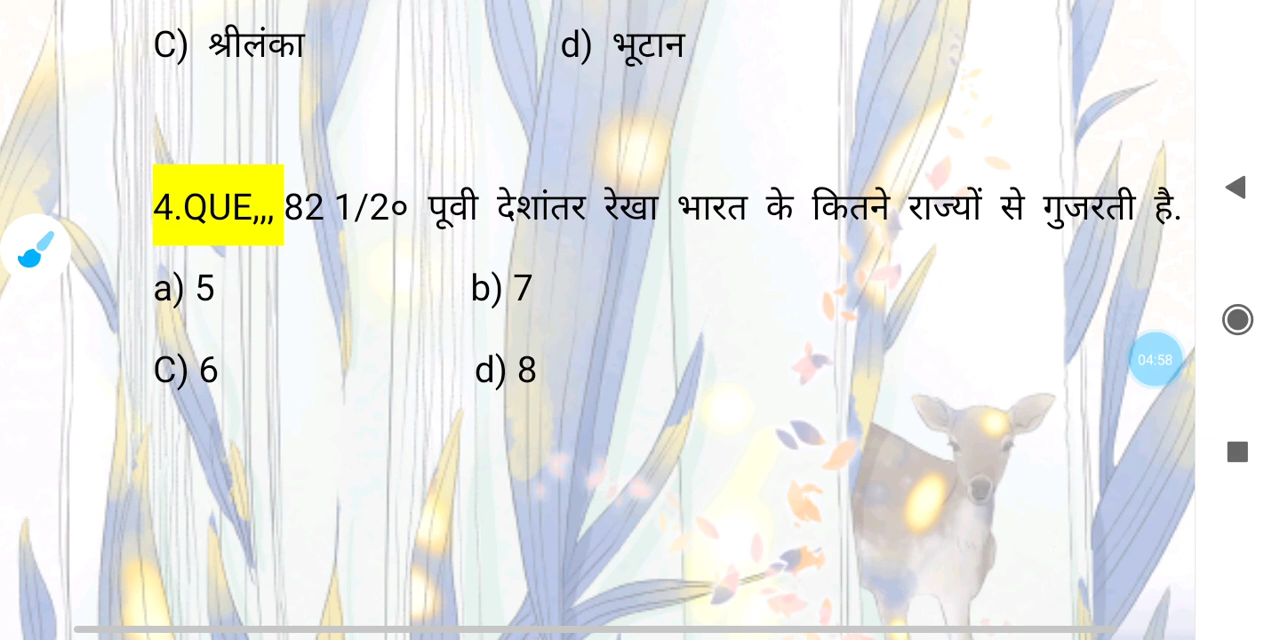 C) श्रीलंका d) भूटान
4.QUE,,, 82 1/2० पूवी देशांतर रेखा भारत के कितने राज्यों से गुजरती है.
a) 5 b) 7
C) 6 d) 8
04:58